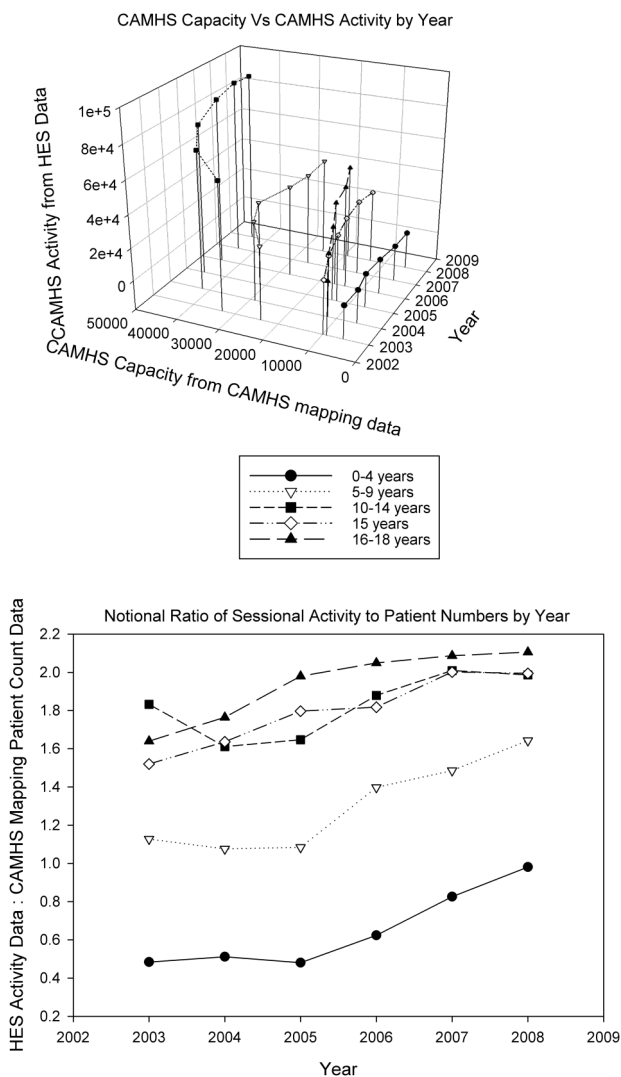 CAMHS Capacity Vs CAMHS Activity by Year
CAMHS Activity from HES Data
1e+5
8e+4
6e+4
4e+4
2e+4
0
50000
40000
30000
20000
10000
0
CAMHS Capacity from CAMHS mapping data
2009
2008
2007
2006
2005
2004
2003
2002
Year
0-4 years
5-9 years
10-14 years
15 years
16-18 years
Notional Ratio of Sessional Activity to Patient Numbers by Year
HES Activity Data : CAMHS Mapping Patient Count Data
2.2
2.0
1.8
1.6
1.4
1.2
1.0
0.8
0.6
0.4
0.2
2002 2003 2004 2005 2006 2007 2008 2009
Year